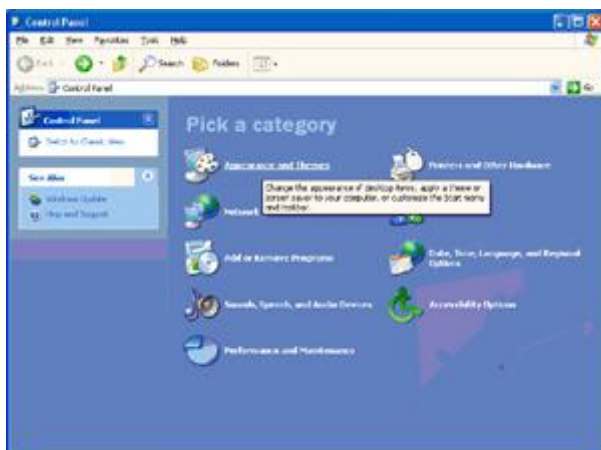 Control Panel
File Edit View Favorites Tools Help
Back Search Folders
Address Control Panel Go
Control Panel
Switch to Classic View
See Also
Windows Update
Help and Support
Pick a category
Appearance and Themes
Printers and Other Hardware
Change the appearance of desktop items, apply a theme or
screen saver to your computer, or customize the Start menu
and taskbar.
Network
Add or Remove Programs
Date, Time, Language, and Regional
Options
Sounds, Speech, and Audio Devices
Accessibility Options
Performance and Maintenance